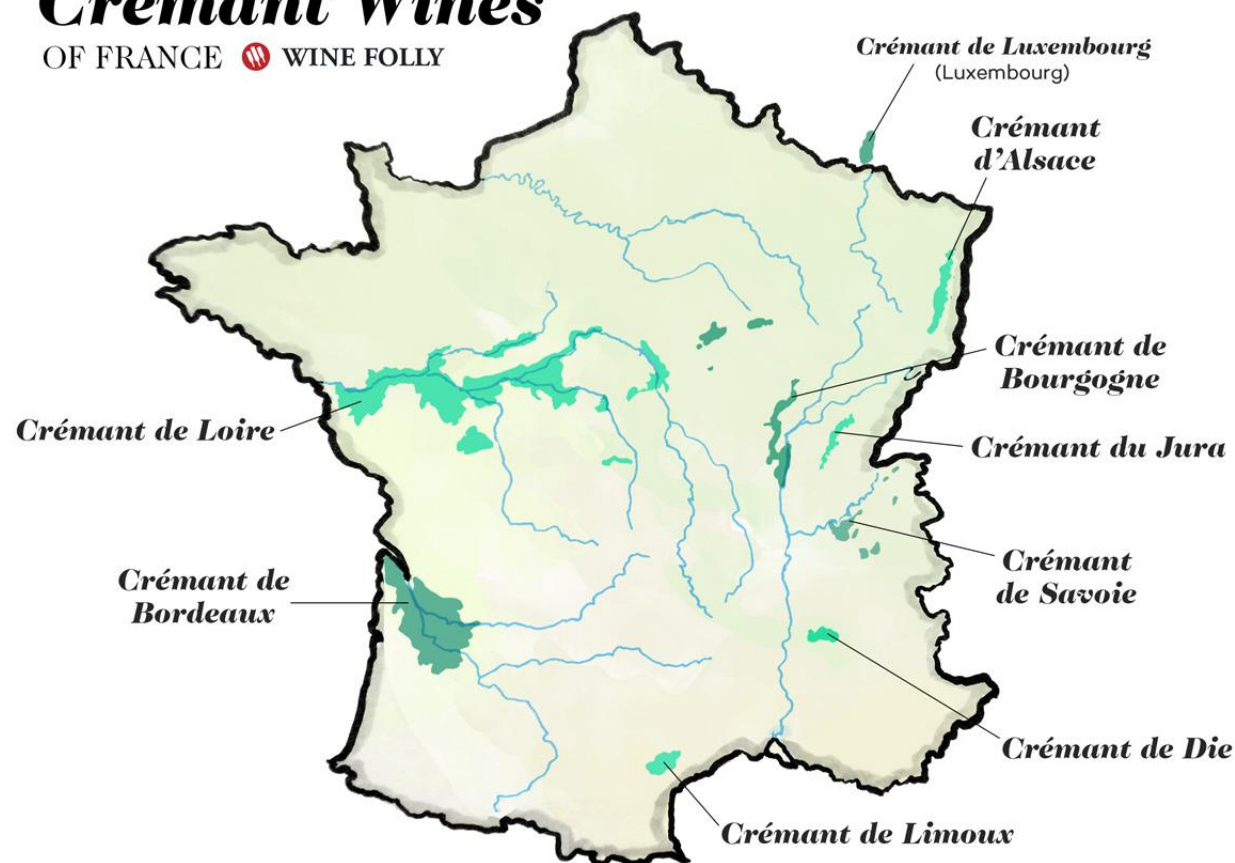 Crémant Wines
OF FRANCE WINE FOLLY
Crémant de Luxembourg
(Luxembourg)
Crémant
d’Alsace
Crémant de
Bourgogne
Crémant de Loire
Crémant du Jura
Crémant
de Savoie
Crémant de
Bordeaux
Crémant de Die
Crémant de Limoux